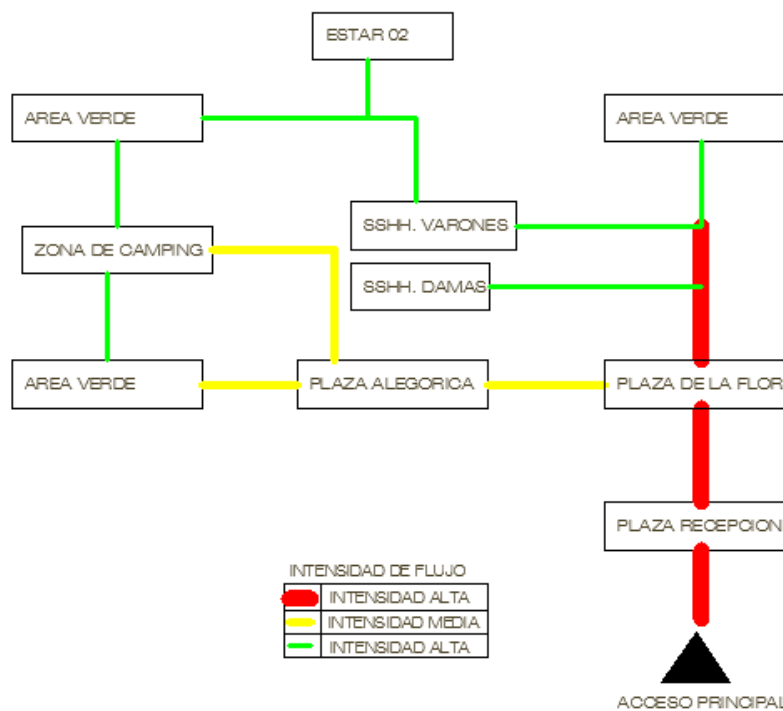 ESTAR 02
AREA VERDE
AREA VERDE
SSHH. VARONES
ZONA DE CAMPING
SSHH. DAMAS
AREA VERDE
PLAZA ALEGORICA
PLAZA DE LA FLOR
PLAZA RECEPCION
INTENSIDAD DE FLUJO
INTENSIDAD ALTA
INTENSIDAD MEDIA
INTENSIDAD ALTA
ACCESO PRINCIPAL